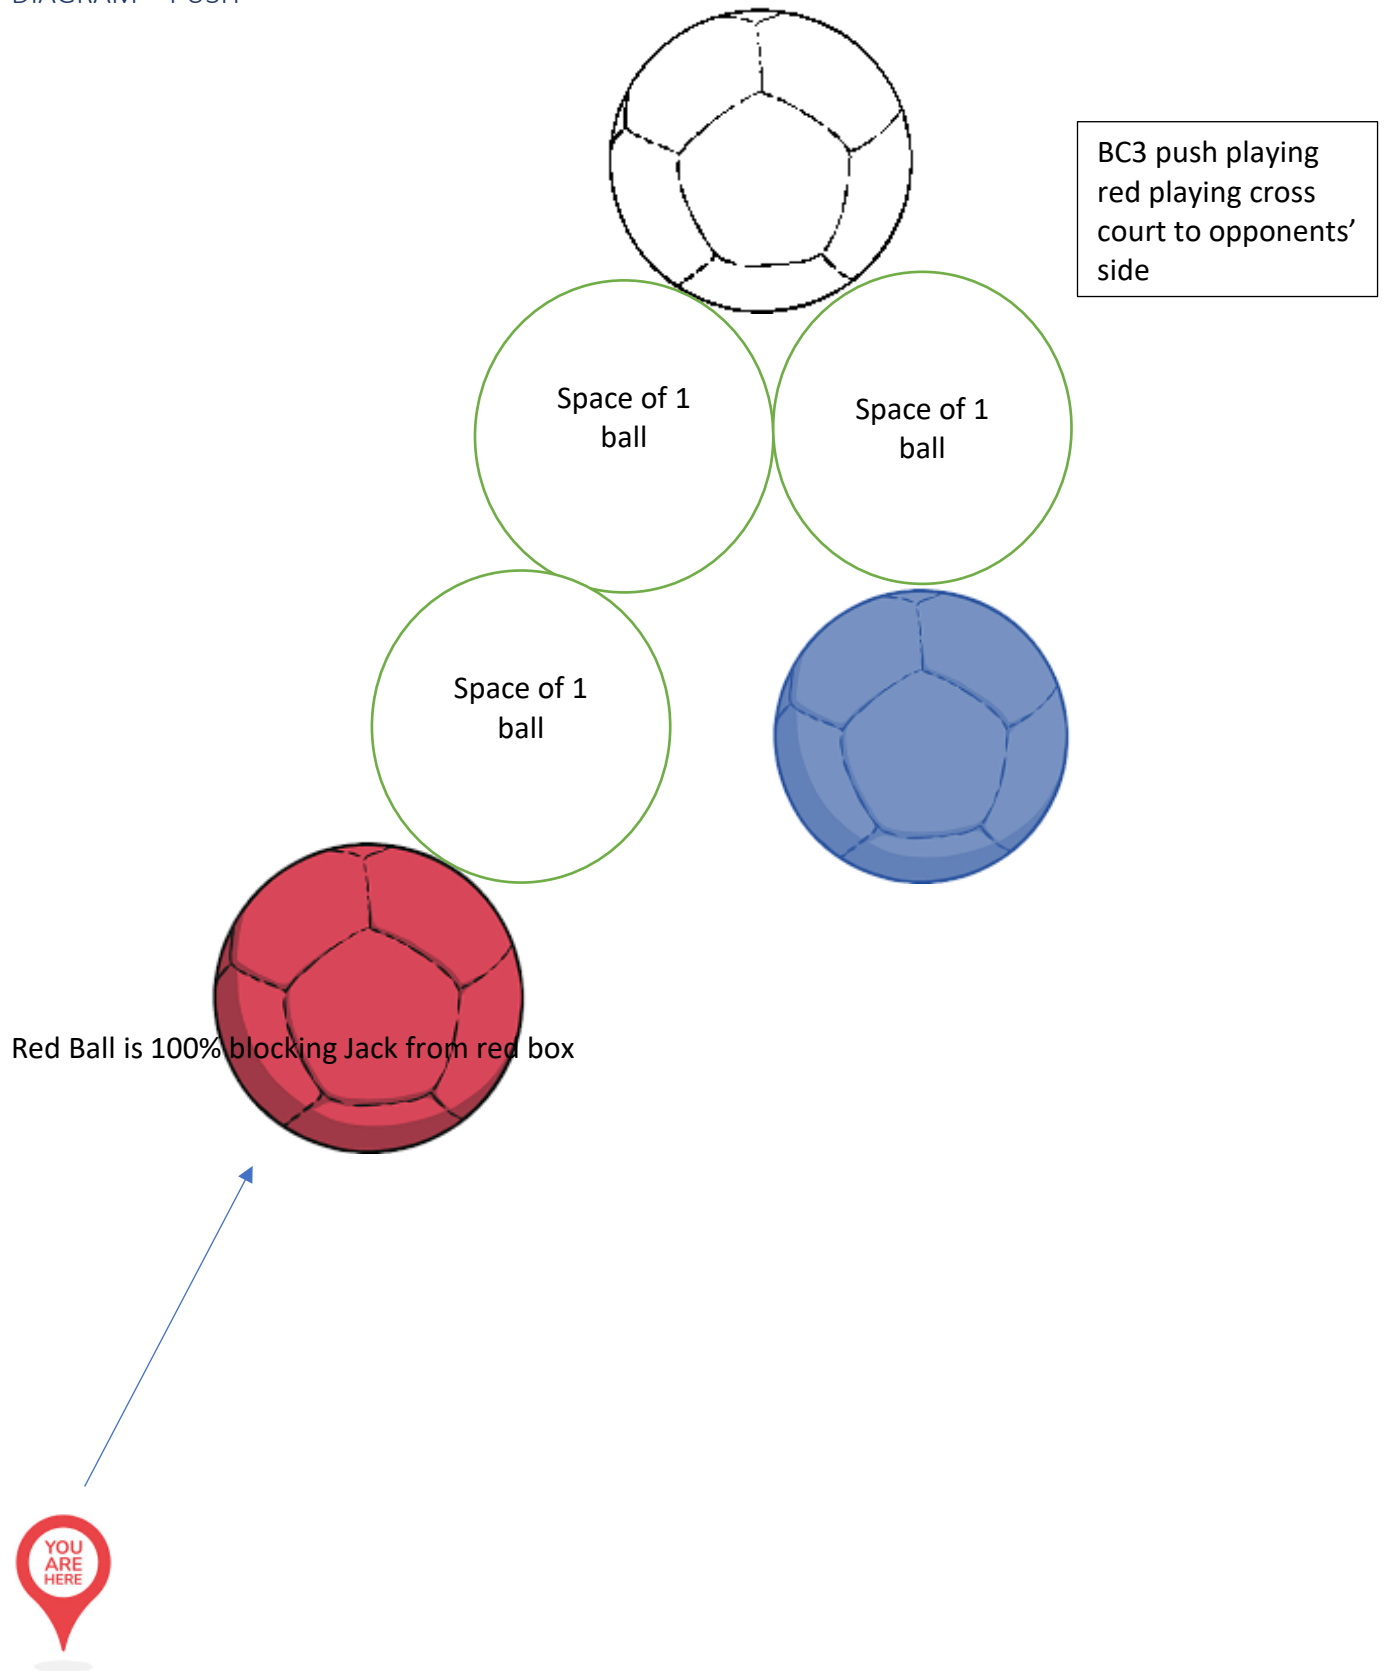 BC3 push playing
red playing cross
court to opponents’
side
Space of 1
ball
Space of 1
ball
Space of 1
ball
Red Ball is 100% blocking Jack from red box
YOU
ARE
HERE